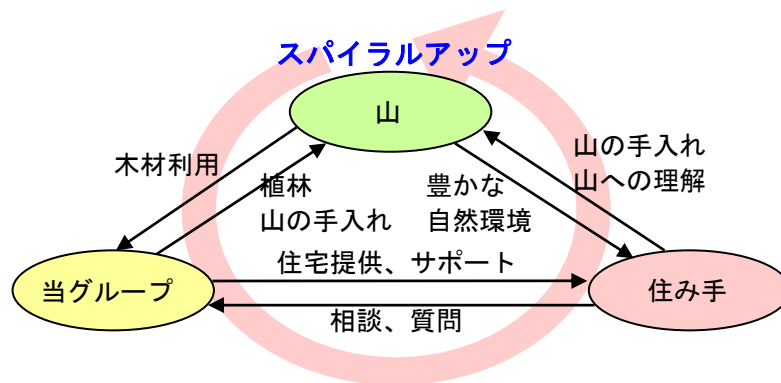 スパイラルアップ
山
木材利用
植林
山の手入れ
豊かな
自然環境
山の手入れ
山への理解
当グループ
住宅提供、サポート
相談、質問
住み手